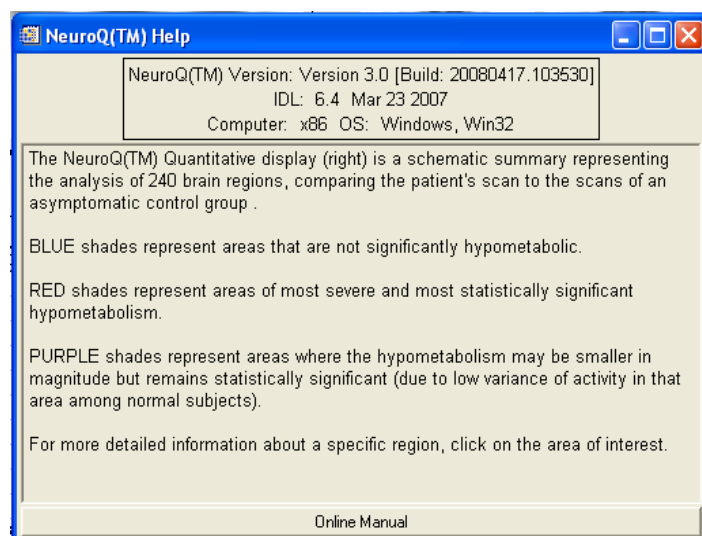 NeuroQ(TM) Help
NeuroQ(TM) Version: Version 3.0 [Build: 20080417.103530]
IDL: 6.4 Mar 23 2007
Computer: x86 OS: Windows, Win32
The NeuroQ(TM) Quantitative display (right) is a schematic summary representing
the analysis of 240 brain regions, comparing the patient's scan to the scans of an
asymptomatic control group .
BLUE shades represent areas that are not significantly hypometabolic.
RED shades represent areas of most severe and most statistically significant
hypometabolism.
PURPLE shades represent areas where the hypometabolism may be smaller in
magnitude but remains statistically significant (due to low variance of activity in that
area among normal subjects).
For more detailed information about a specific region, click on the area of interest.
Online Manual